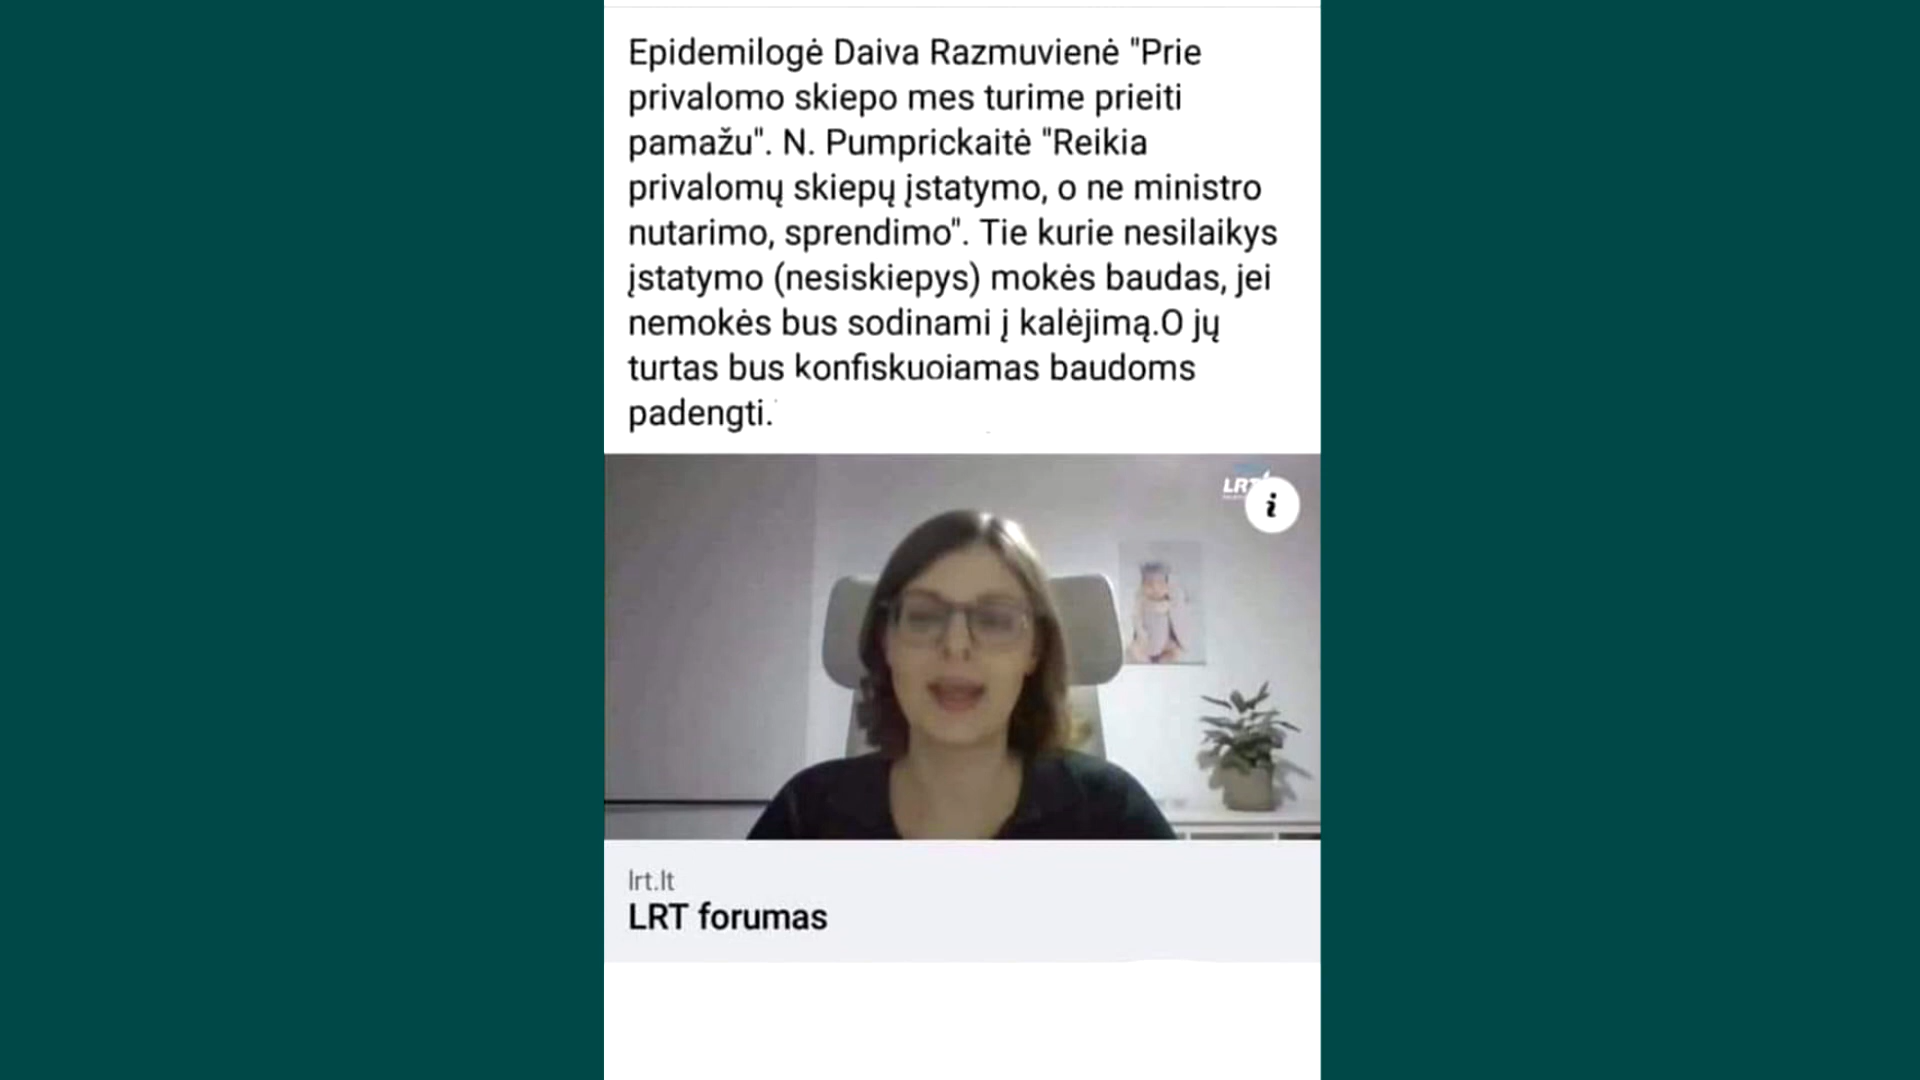 Epidemilogė Daiva Razmuvienė "Prie
privalomo skiepo mes turime prieiti
pamažu". N. Pumprickaitė "Reikia
privalomų skiepų įstatymo, o ne ministro
nutarimo, sprendimo". Tie kurie nesilaikys
įstatymo (nesiskiepys) mokės baudas, jei
nemokės bus sodinami į kalėjimą.O jų
turtas bus konfiskuojamas baudoms
padengti.
LRT
i
lrt.lt
LRT forumas